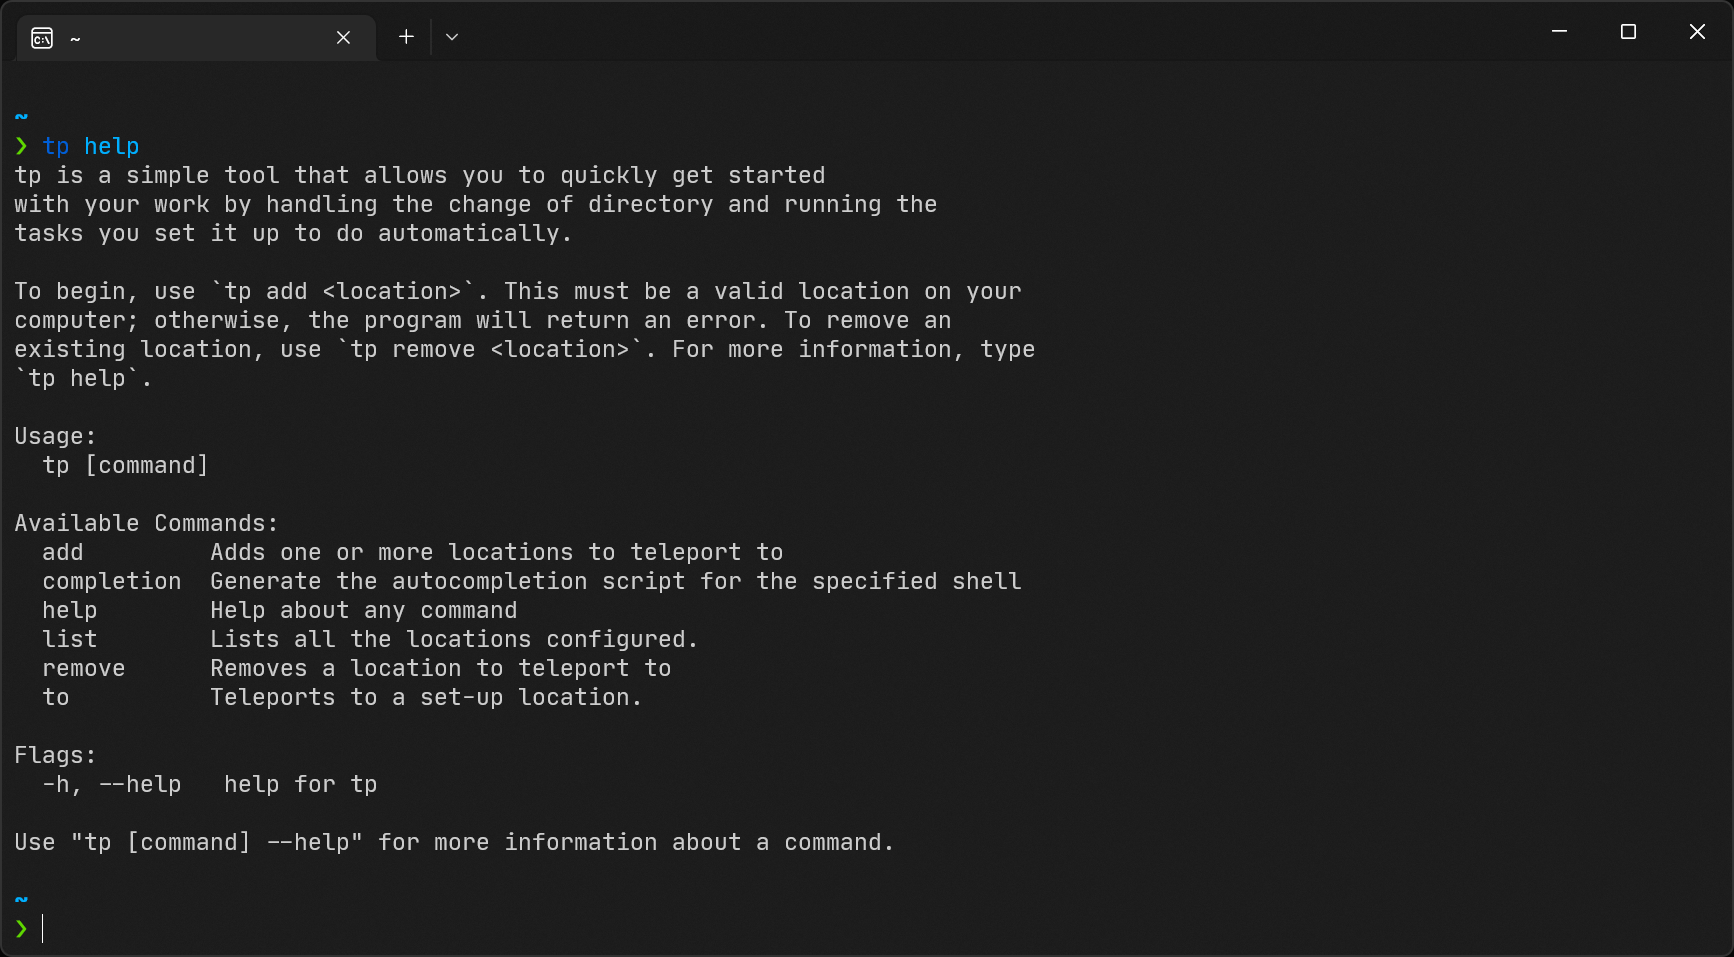 ~
~
❯ tp help
tp is a simple tool that allows you to quickly get started
with your work by handling the change of directory and running the
tasks you set it up to do automatically.
To begin, use `tp add <location>`. This must be a valid location on your
computer; otherwise, the program will return an error. To remove an
existing location, use `tp remove <location>`. For more information, type
`tp help`.
Usage:
  tp [command]
Available Commands:
  add         Adds one or more locations to teleport to
  completion  Generate the autocompletion script for the specified shell
  help        Help about any command
  list        Lists all the locations configured.
  remove      Removes a location to teleport to
  to          Teleports to a set-up location.
Flags:
  -h, --help   help for tp
Use "tp [command] --help" for more information about a command.
~
❯